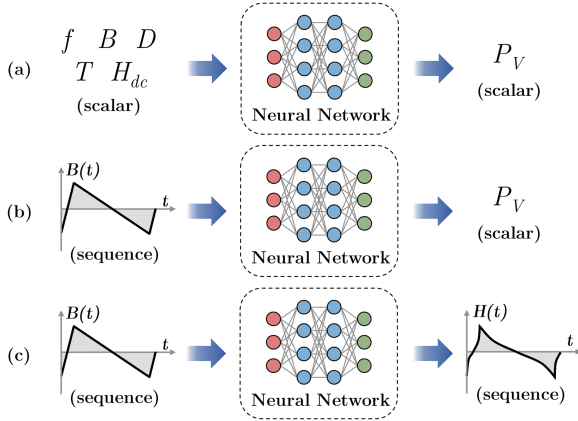 f B D
(a)
T H_dc
P_V
(scalar)
(scalar)
Neural Network
B(t)
t
(b)
P_V
(sequence)
(scalar)
Neural Network
B(t)
t
H(t)
t
(c)
(sequence)
(sequence)
Neural Network